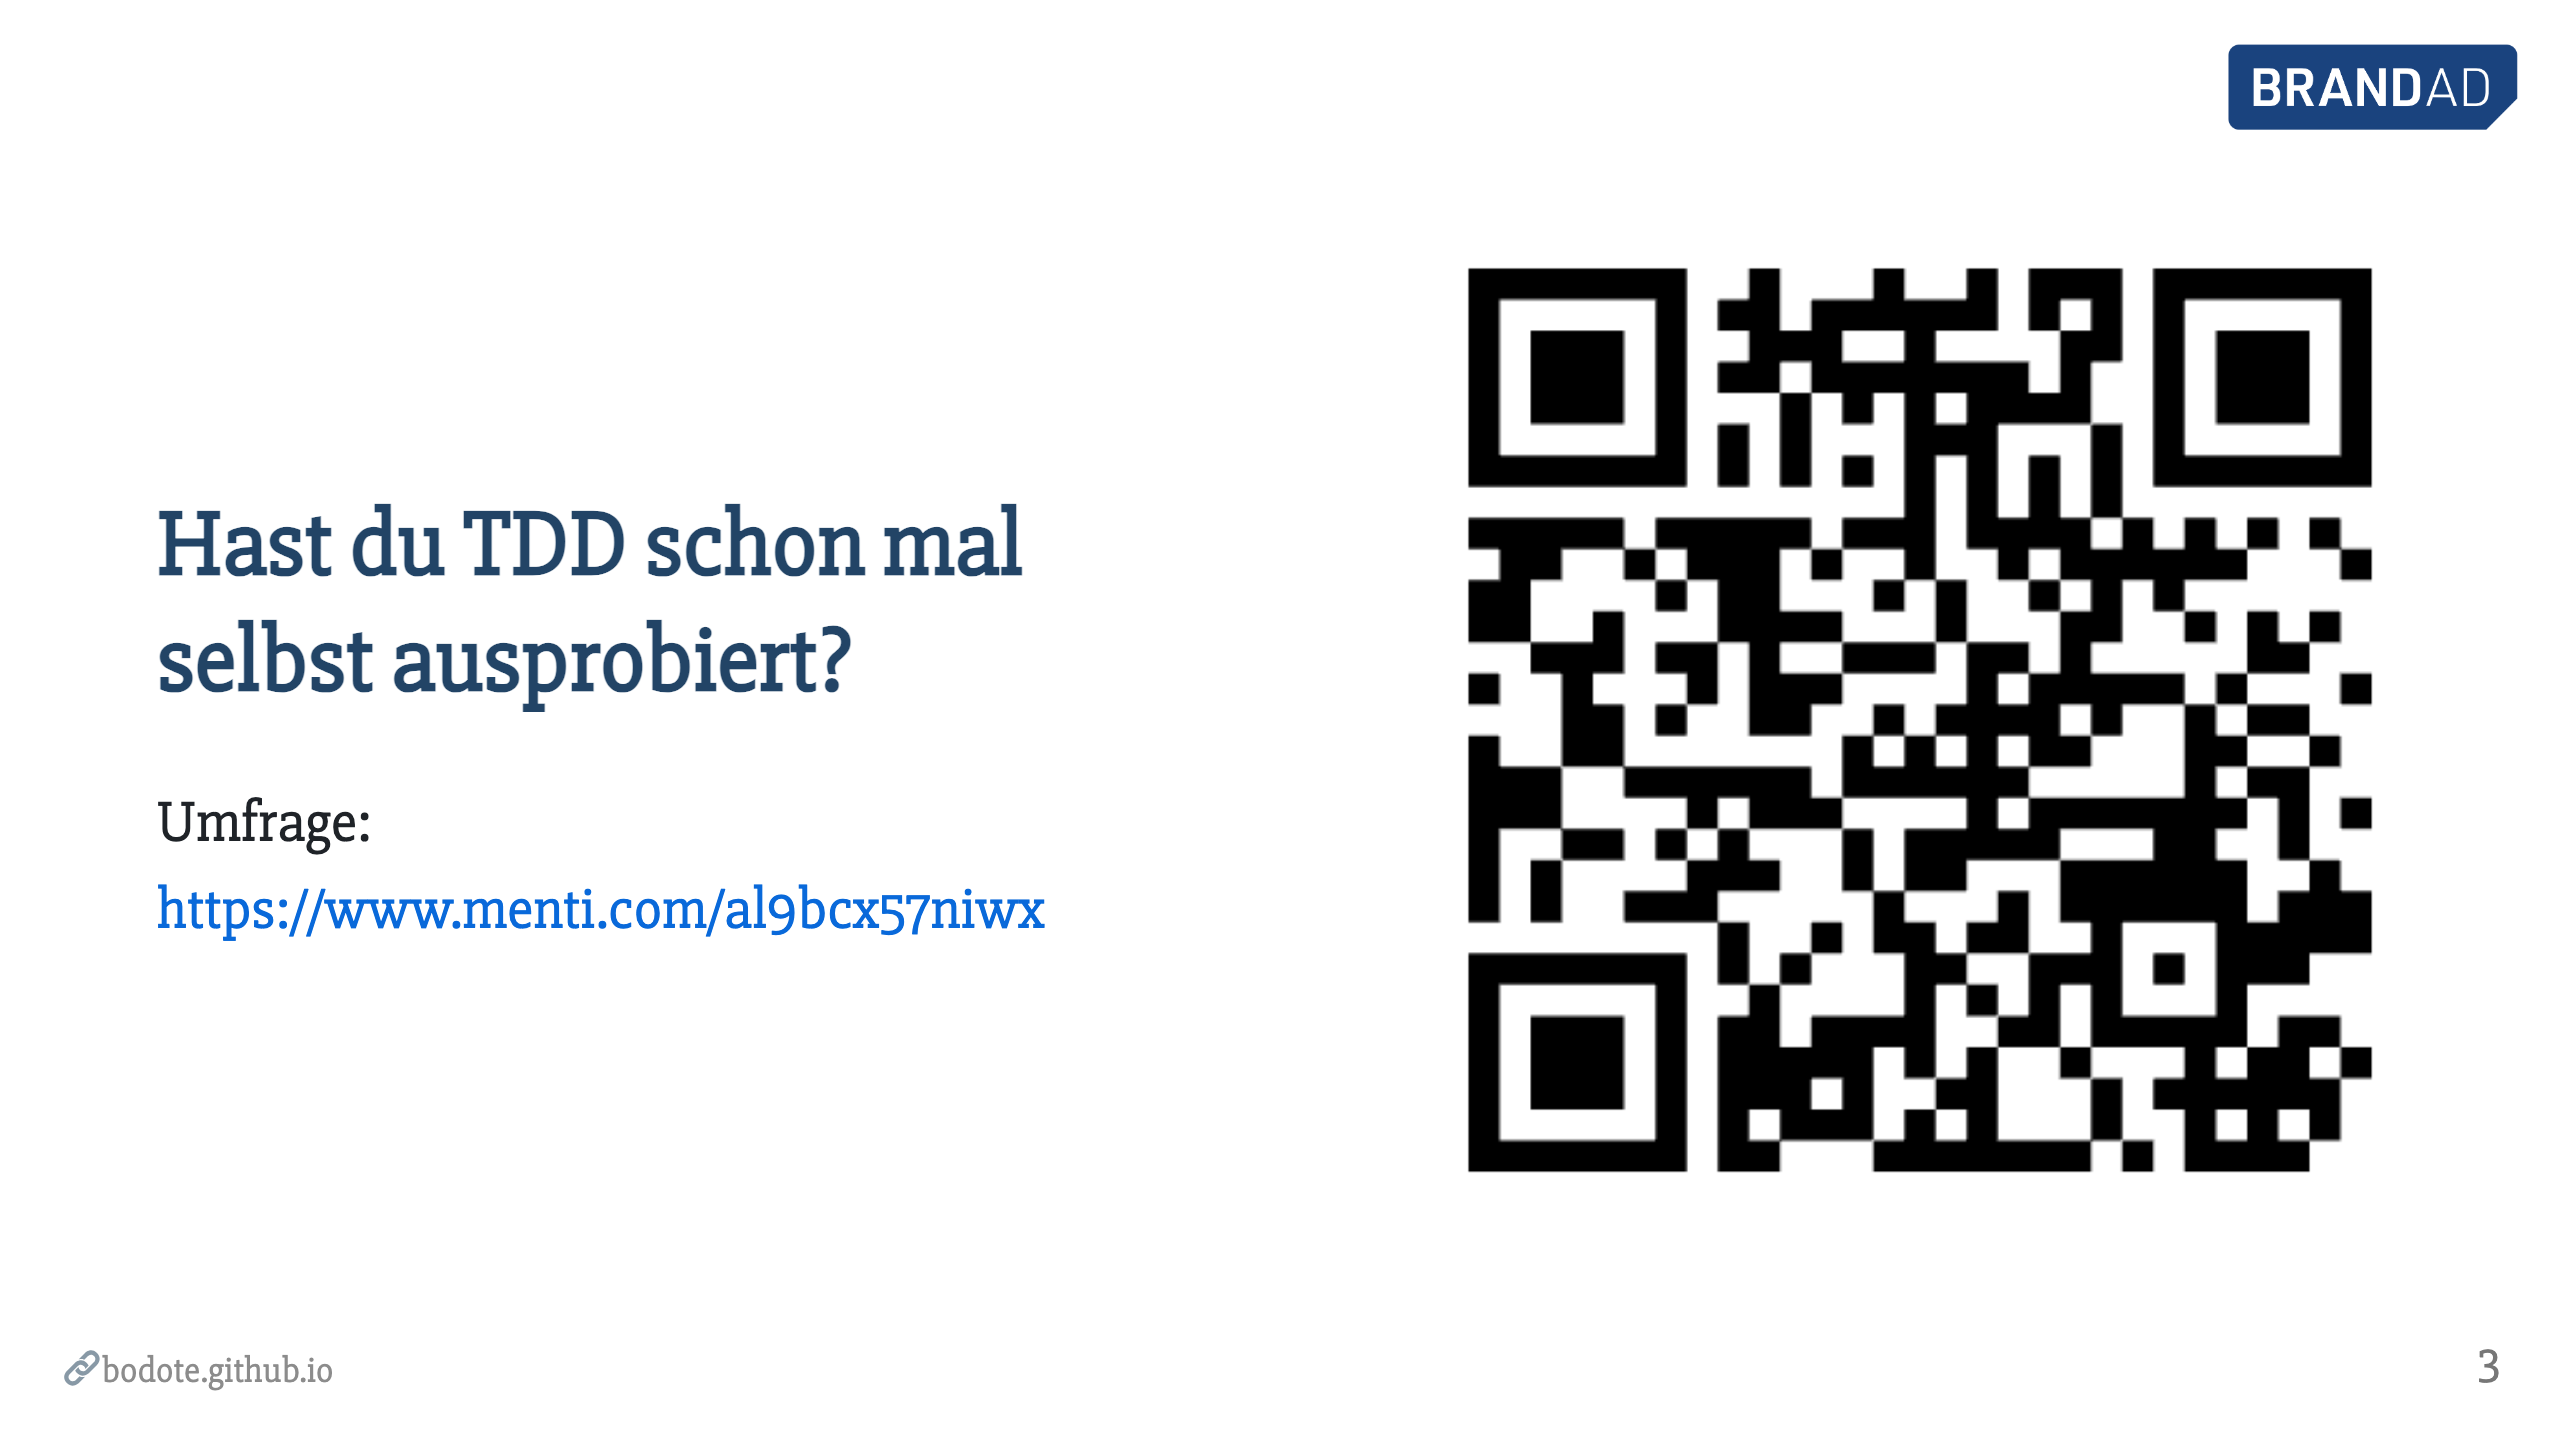 BRANDAD
Hast du TDD schon mal
selbst ausprobiert?
Umfrage:
https://www.menti.com/al9bcx57niwx
bodote.github.io
3